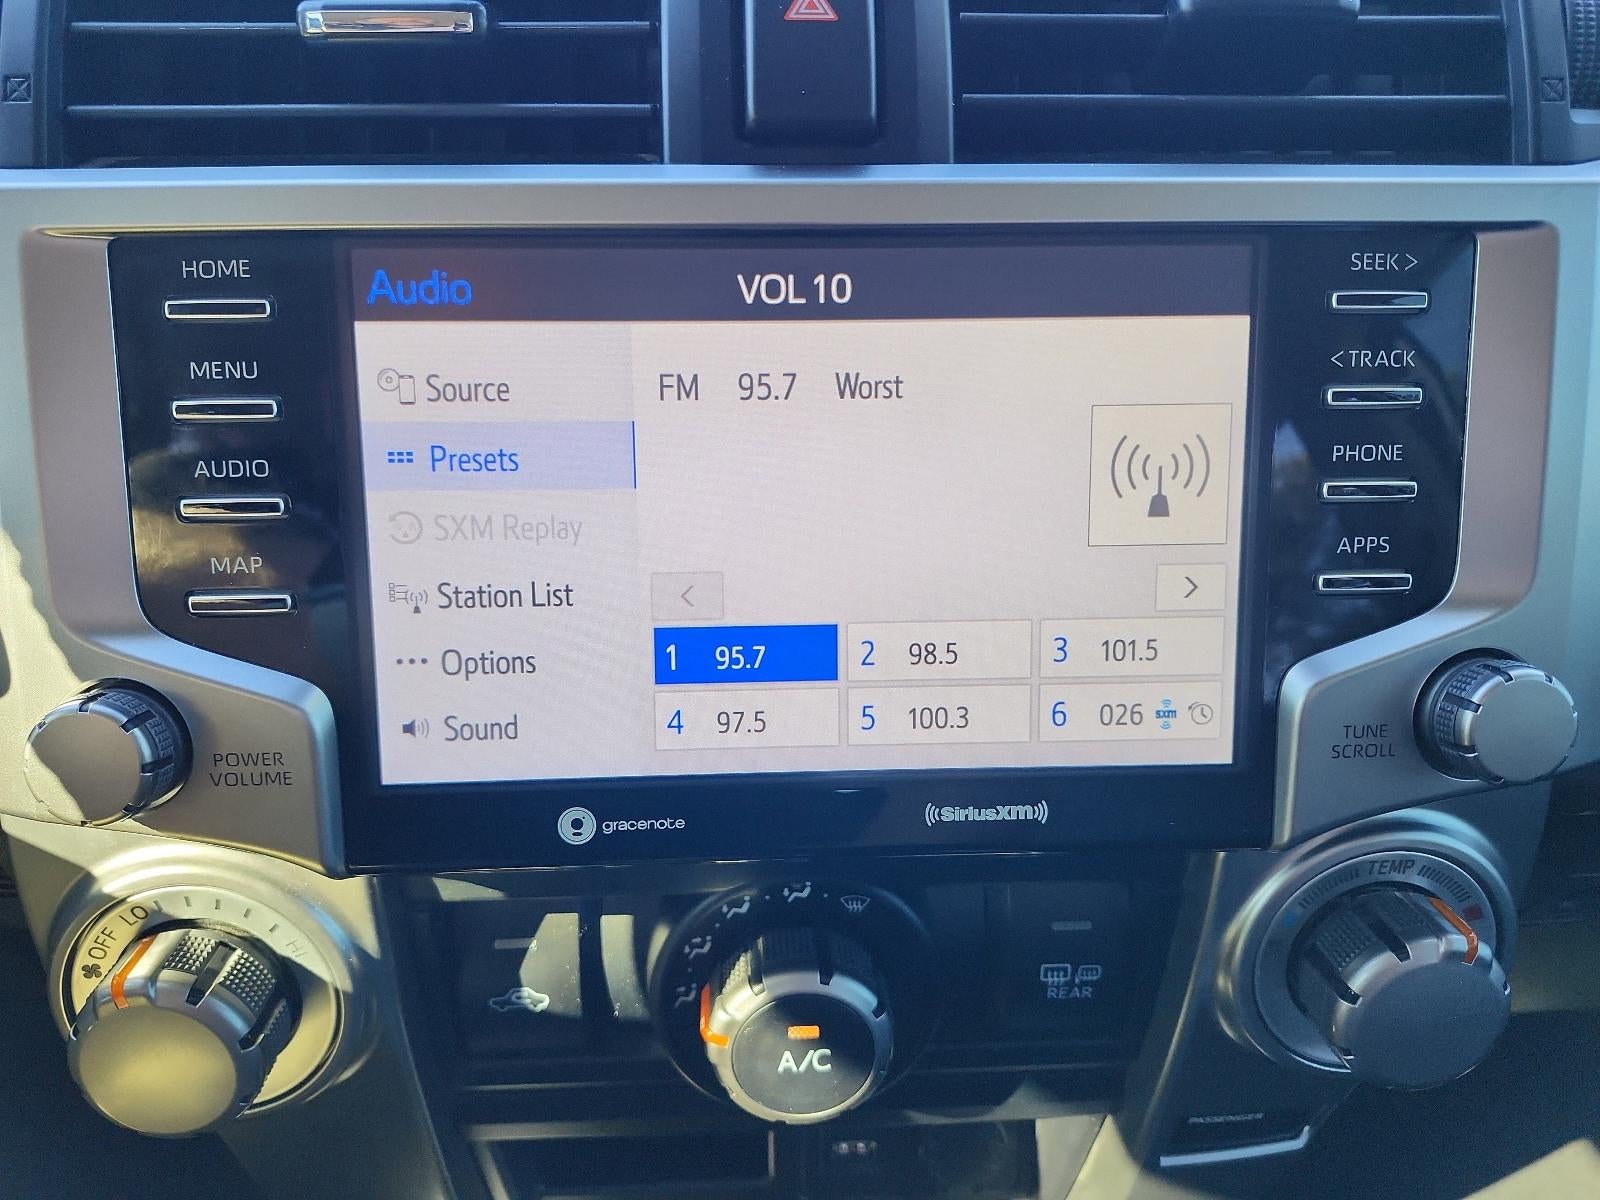 HOME
MENU
AUDIO
MAP
POWER
VOLUME
Audio VOL 10
Source
Presets
SXM Replay
Station List
Options
Sound
FM 95.7 Worst
<
>
1 95.7
2 98.5
3 101.5
4 97.5
5 100.3
6 026 sxm
gracenote
((SiriusXM))
SEEK >
< TRACK
PHONE
APPS
TUNE
SCROLL
OFF LO HI
A/C
REAR
TEMP
PASSENGER